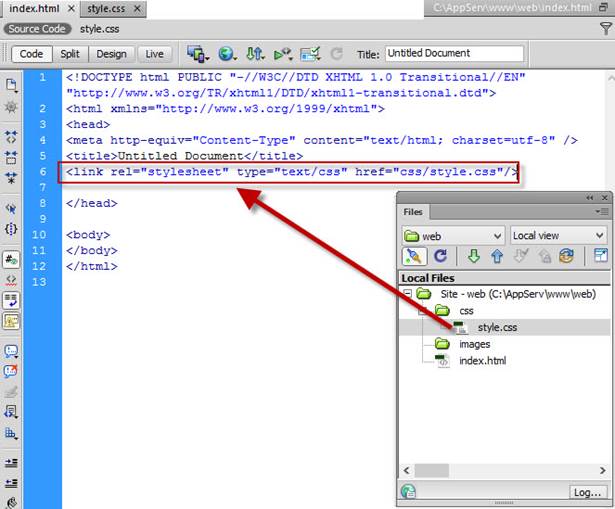 index.html × style.css × C:\AppServ\www\web\index.html
Source Code style.css
Code Split Design Live Title: Untitled Document
1 <!DOCTYPE html PUBLIC "-//W3C//DTD XHTML 1.0 Transitional//EN"
"http://www.w3.org/TR/xhtml1/DTD/xhtml1-transitional.dtd">
2 <html xmlns="http://www.w3.org/1999/xhtml">
3 <head>
4 <meta http-equiv="Content-Type" content="text/html; charset=utf-8" />
5 <title>Untitled Document</title>
6 <link rel="stylesheet" type="text/css" href="css/style.css"/>
7
8 </head>
9
10 <body>
11 </body>
12 </html>
13
Files
web Local view
Local Files
Site - web (C:\AppServ\www\web)
css
style.css
images
index.html
Log...